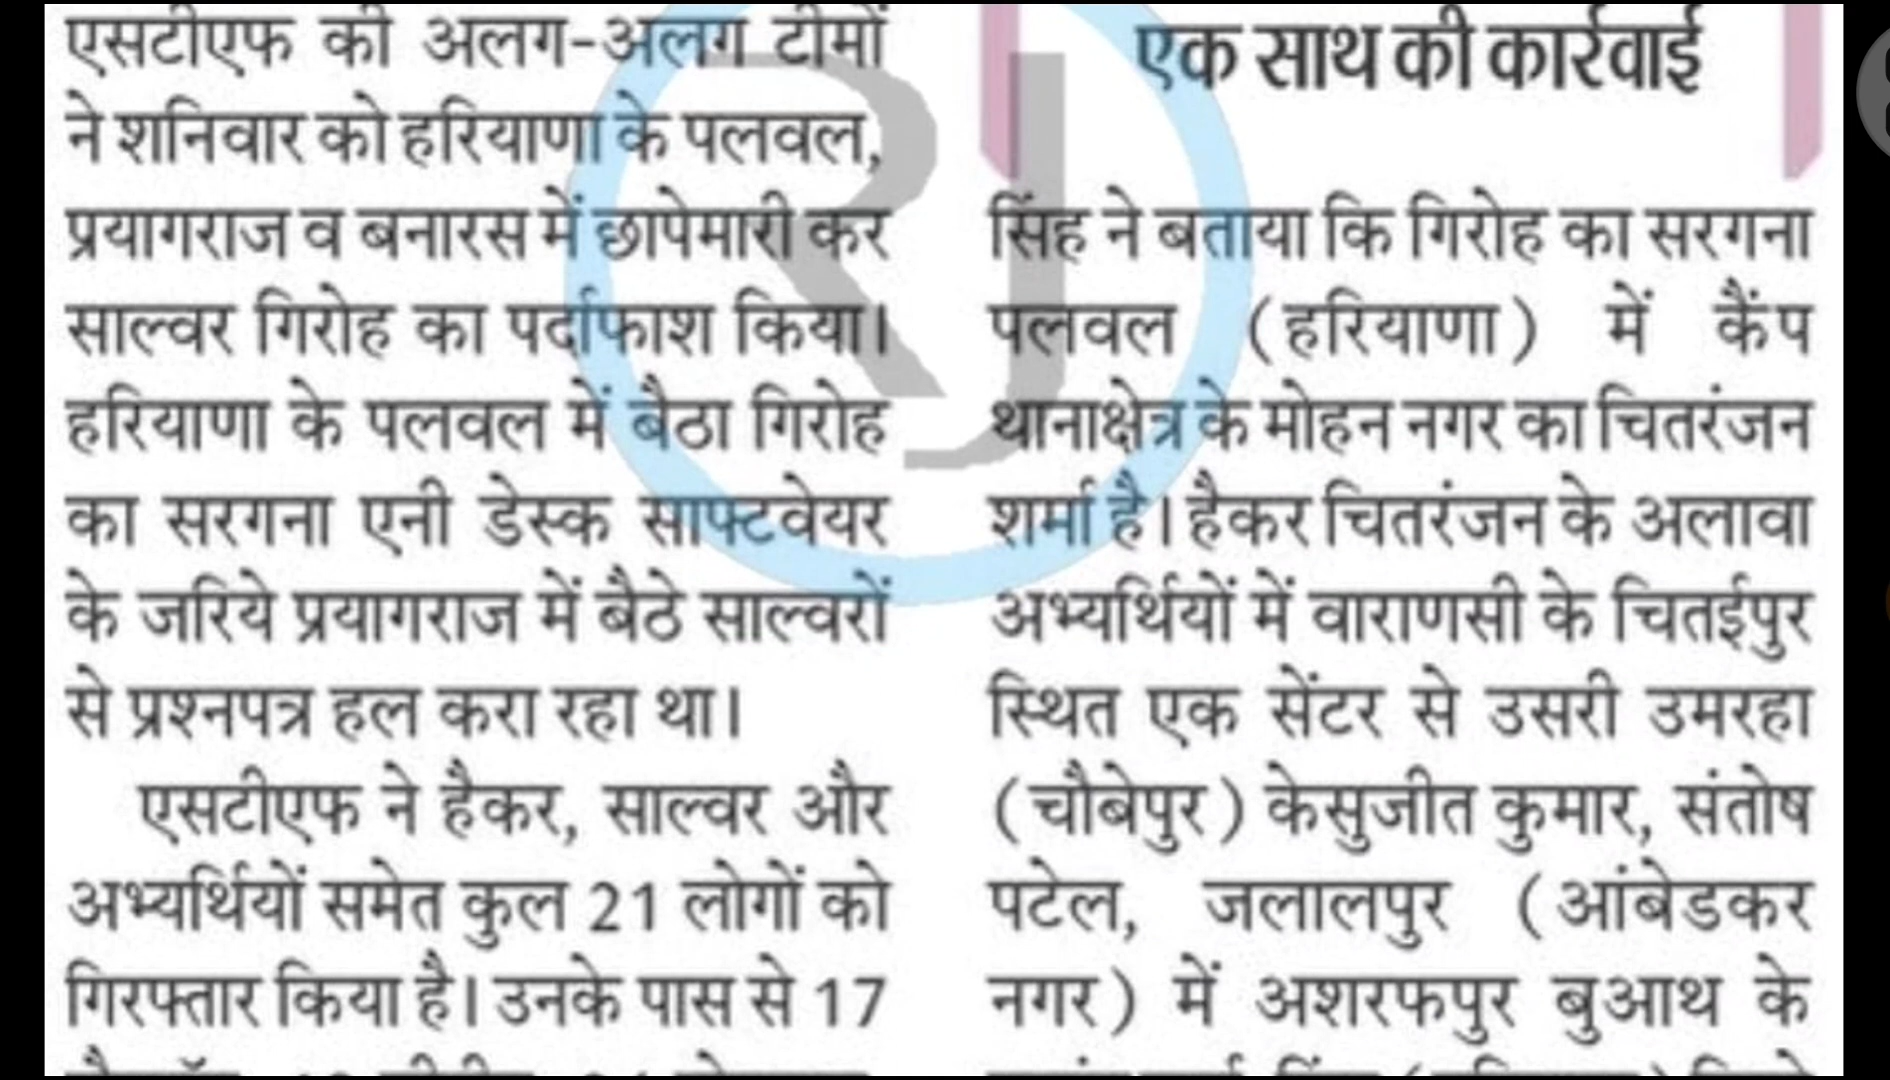 एसटीएफ की अलग-अलग टीमों
ने शनिवार को हरियाणा के पलवल,
प्रयागराज व बनारस में छापेमारी कर
साल्वर गिरोह का पर्दाफाश किया।
हरियाणा के पलवल में बैठा गिरोह
का सरगना एनी डेस्क साफ्टवेयर
के जरिये प्रयागराज में बैठे साल्वरों
से प्रश्नपत्र हल करा रहा था।
एसटीएफ ने हैकर, साल्वर और
अभ्यर्थियों समेत कुल 21 लोगों को
गिरफ्तार किया है। उनके पास से 17
एक साथ की कार्रवाई
सिंह ने बताया कि गिरोह का सरगना
पलवल (हरियाणा) में कैंप
थानाक्षेत्र के मोहन नगर का चितरंजन
शर्मा है। हैकर चितरंजन के अलावा
अभ्यर्थियों में वाराणसी के चितईपुर
स्थित एक सेंटर से उसरी उमरहा
(चौबेपुर) केसुजीत कुमार, संतोष
पटेल, जलालपुर (आंबेडकर
नगर) में अशरफपुर बुआथ के
RJ